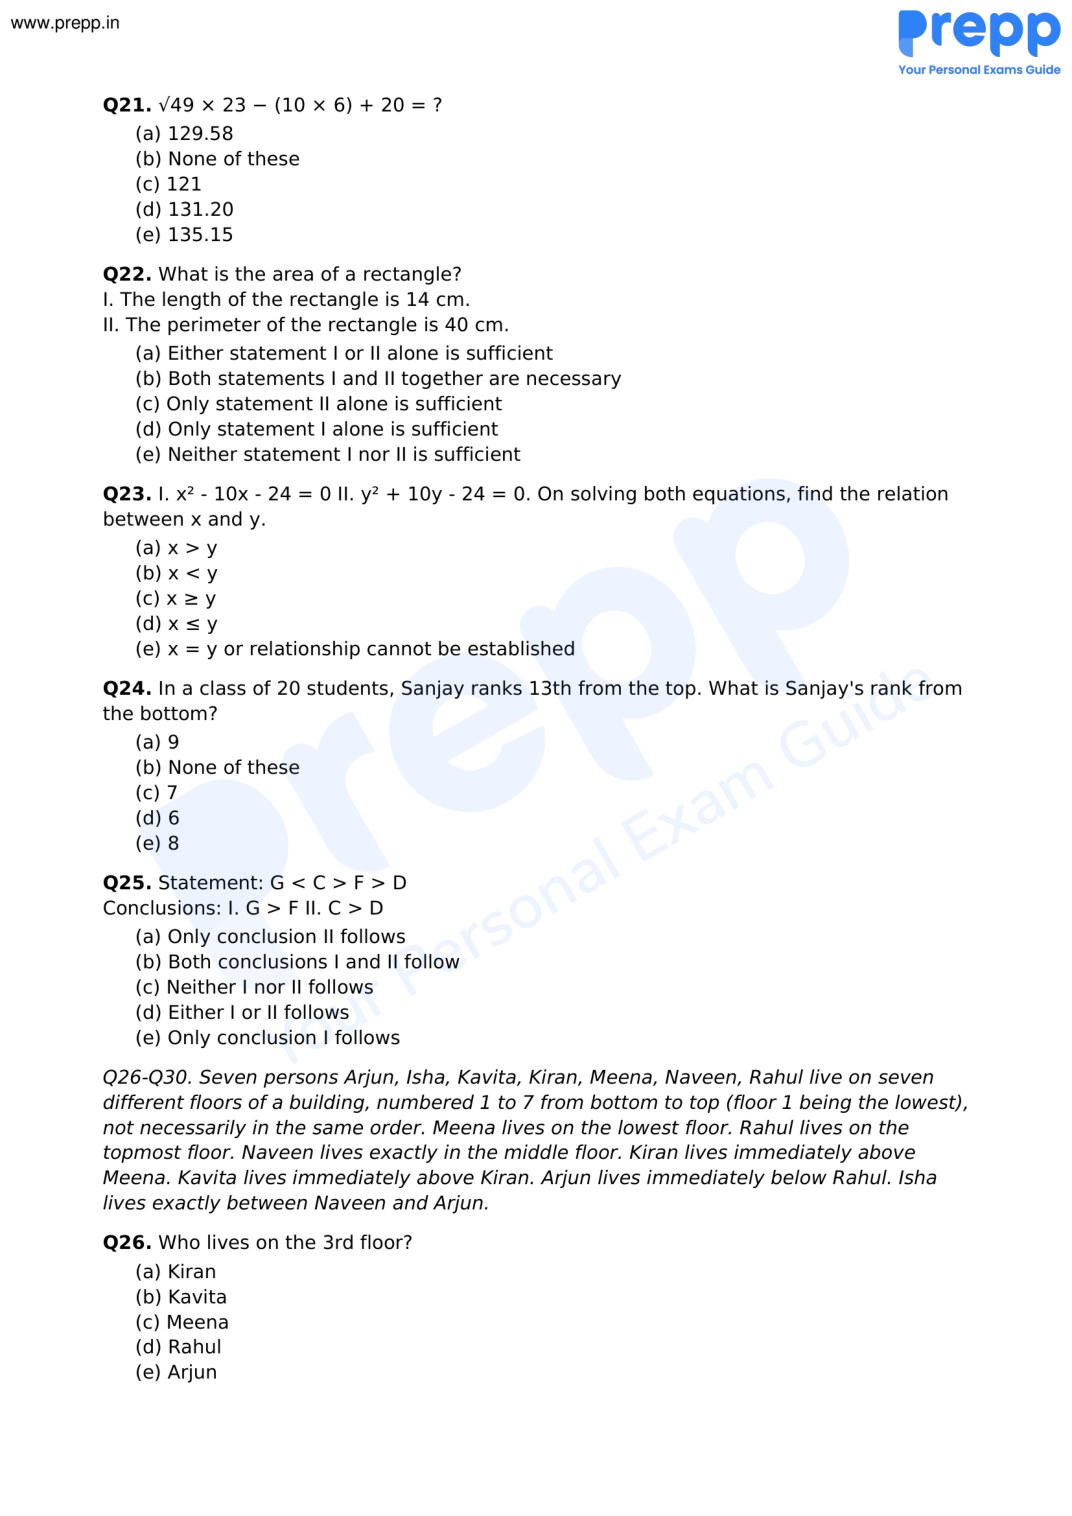 www.prepp.in
Prepp
Your Personal Exams Guide
Q21. √49 × 23 − (10 × 6) + 20 = ?
(a) 129.58
(b) None of these
(c) 121
(d) 131.20
(e) 135.15
Q22. What is the area of a rectangle?
I. The length of the rectangle is 14 cm.
II. The perimeter of the rectangle is 40 cm.
(a) Either statement I or II alone is sufficient
(b) Both statements I and II together are necessary
(c) Only statement II alone is sufficient
(d) Only statement I alone is sufficient
(e) Neither statement I nor II is sufficient
Q23. I. x² - 10x - 24 = 0 II. y² + 10y - 24 = 0. On solving both equations, find the relation
between x and y.
(a) x > y
(b) x < y
(c) x ≥ y
(d) x ≤ y
(e) x = y or relationship cannot be established
Q24. In a class of 20 students, Sanjay ranks 13th from the top. What is Sanjay's rank from
the bottom?
(a) 9
(b) None of these
(c) 7
(d) 6
(e) 8
Q25. Statement: G < C > F > D
Conclusions: I. G > F II. C > D
(a) Only conclusion II follows
(b) Both conclusions I and II follow
(c) Neither I nor II follows
(d) Either I or II follows
(e) Only conclusion I follows
Q26-Q30. Seven persons Arjun, Isha, Kavita, Kiran, Meena, Naveen, Rahul live on seven
different floors of a building, numbered 1 to 7 from bottom to top (floor 1 being the lowest),
not necessarily in the same order. Meena lives on the lowest floor. Rahul lives on the
topmost floor. Naveen lives exactly in the middle floor. Kiran lives immediately above
Meena. Kavita lives immediately above Kiran. Arjun lives immediately below Rahul. Isha
lives exactly between Naveen and Arjun.
Q26. Who lives on the 3rd floor?
(a) Kiran
(b) Kavita
(c) Meena
(d) Rahul
(e) Arjun
prepp
Your Personal Exam Guide